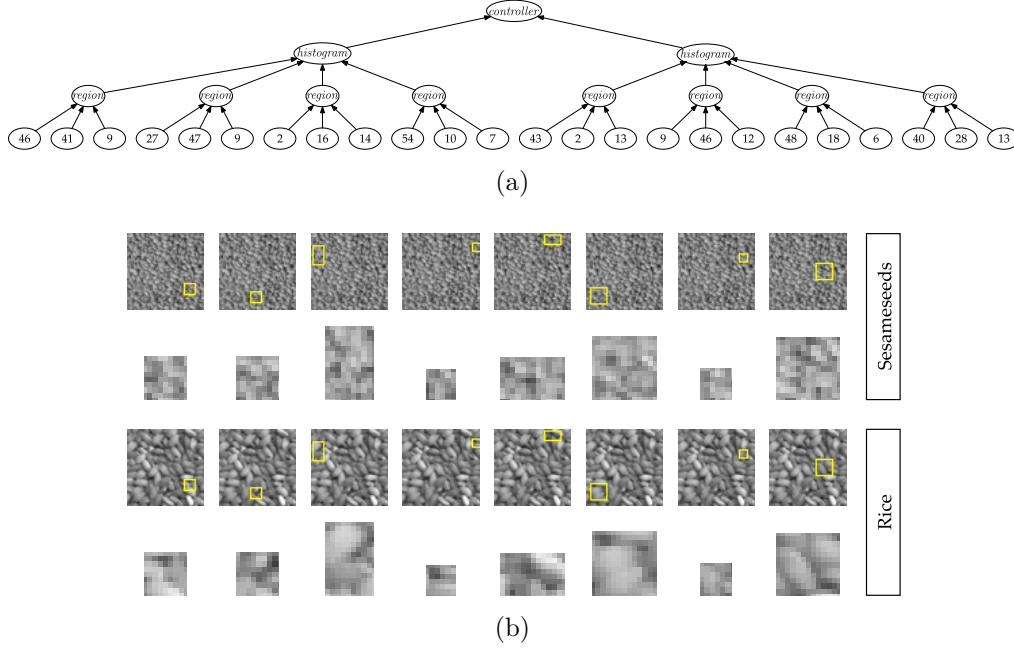 controller
histogram histogram
region region region region region region region region
46 41 9 27 47 9 2 16 14 54 10 7 43 2 13 9 46 12 48 18 6 40 28 13
(a)
Sesameseeds
Rice
(b)